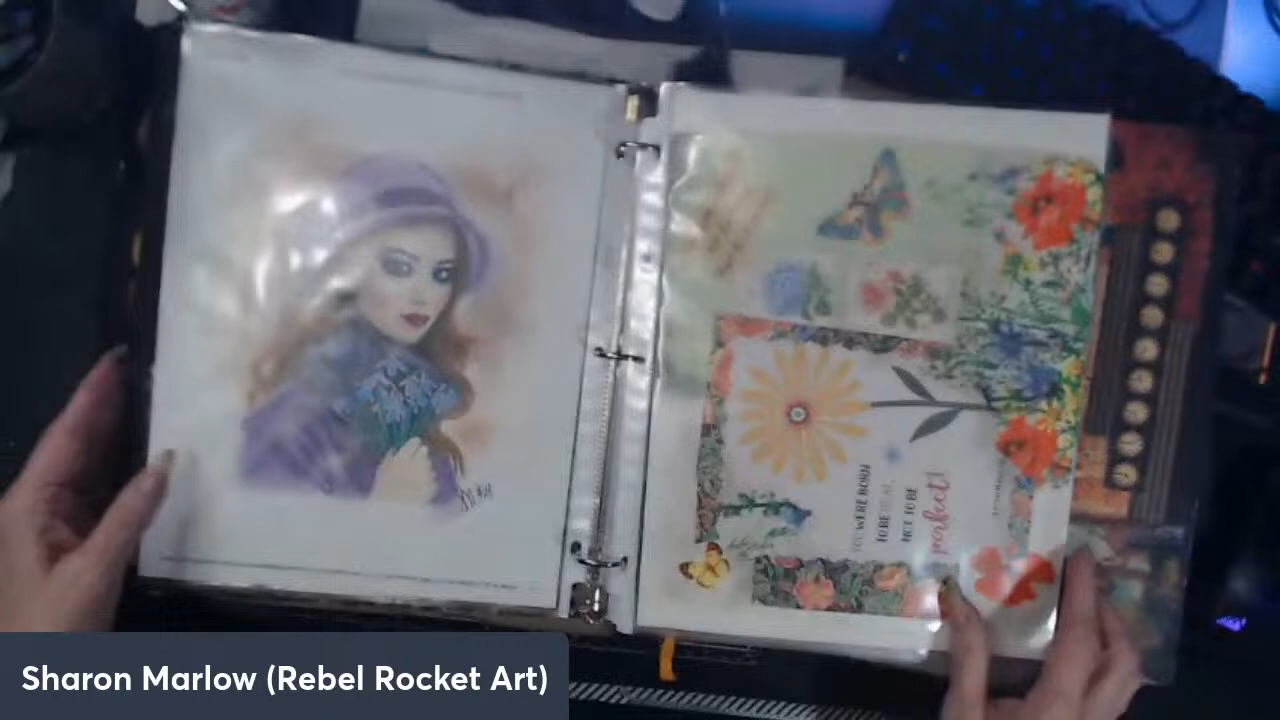 YOU WERE BORN
TO BE REAL,
NOT TO BE
perfect!
Sharon Marlow (Rebel Rocket Art)